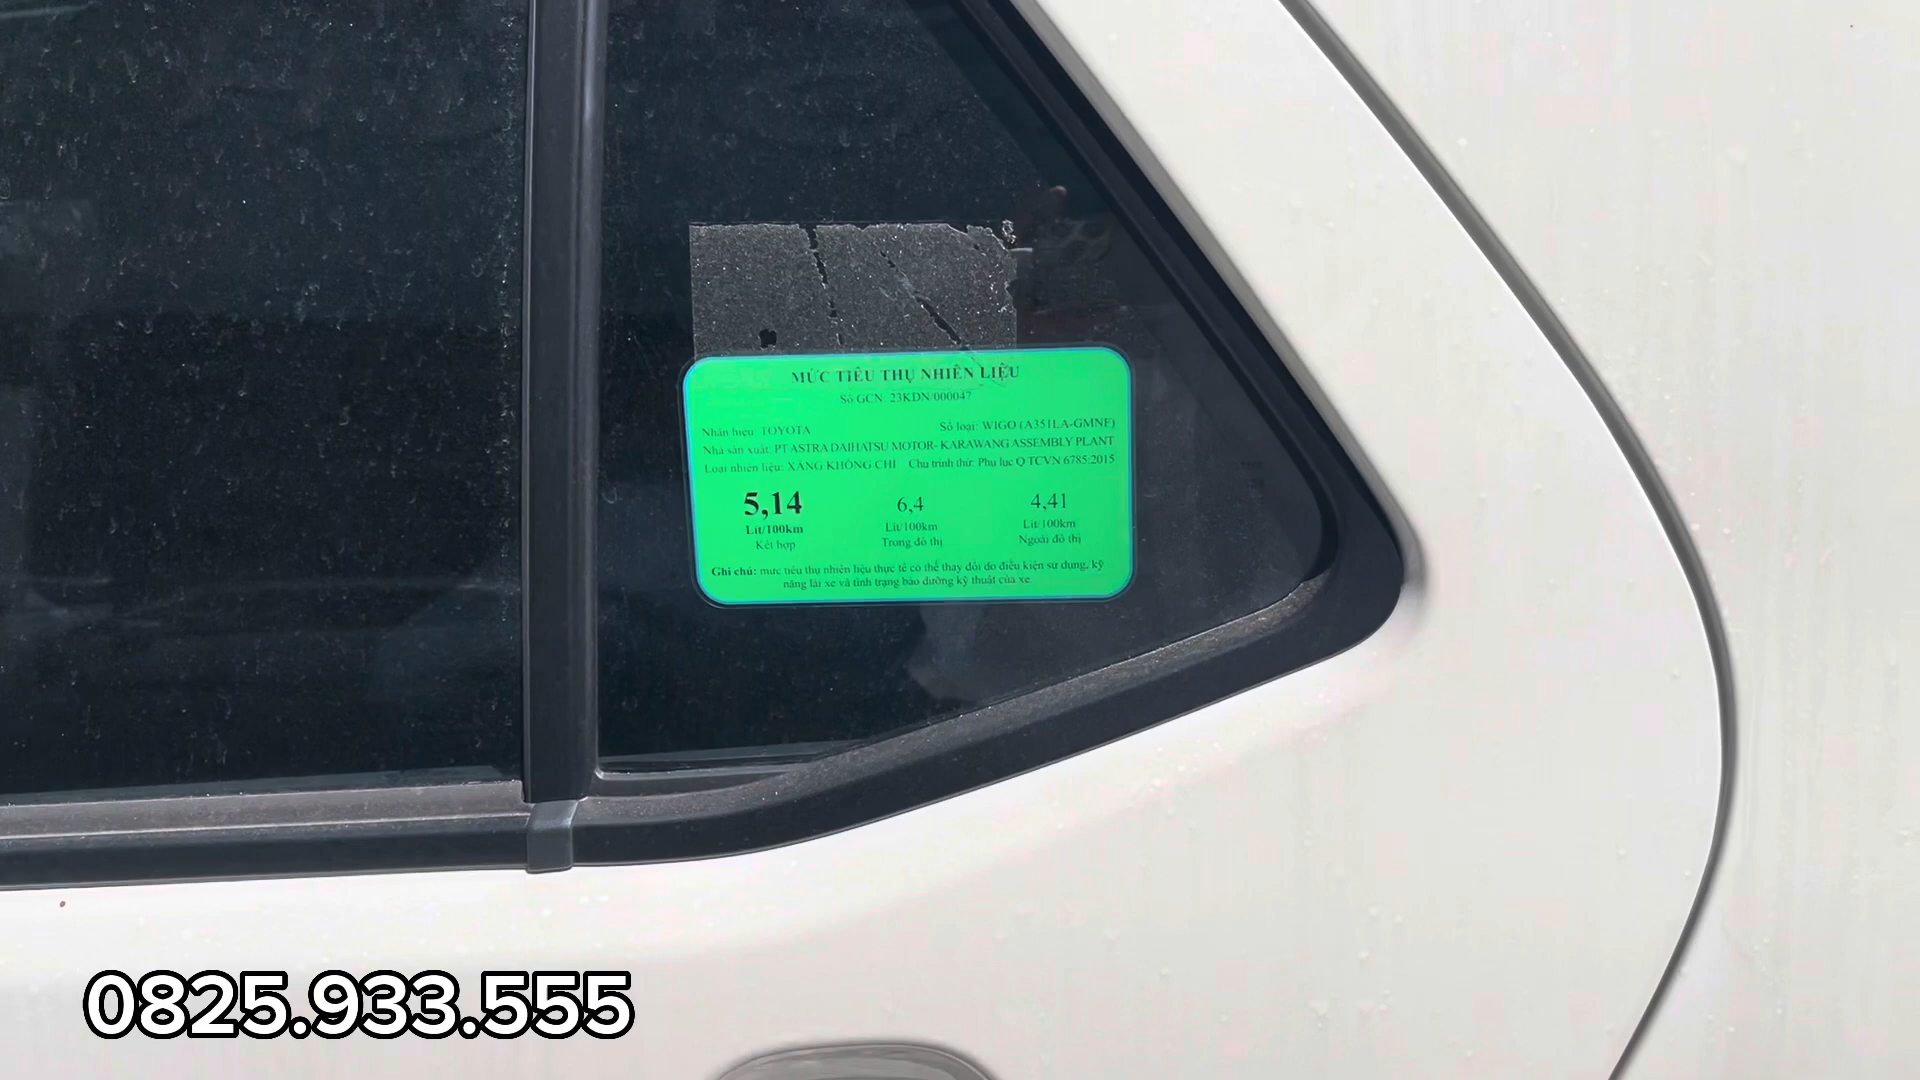 MỨC TIÊU THỤ NHIÊN LIỆU
Số GCN: 23KDN/000047
Nhãn hiệu: TOYOTA Số loại: WIGO (A351LA-GMNF)
Nhà sản xuất: PT ASTRA DAIHATSU MOTOR- KARAWANG ASSEMBLY PLANT
Loại nhiên liệu: XĂNG KHÔNG CHÌ Chu trình thử: Phụ lục Q TCVN 6785:2015
5,14 6,4 4,41
Lít/100km Lít/100km Lít/100km
Kết hợp Trong đô thị Ngoài đô thị
Ghi chú: mức tiêu thụ nhiên liệu thực tế có thể thay đổi do điều kiện sử dụng, kỹ
năng lái xe và tình trạng bảo dưỡng kỹ thuật của xe
0825.933.555